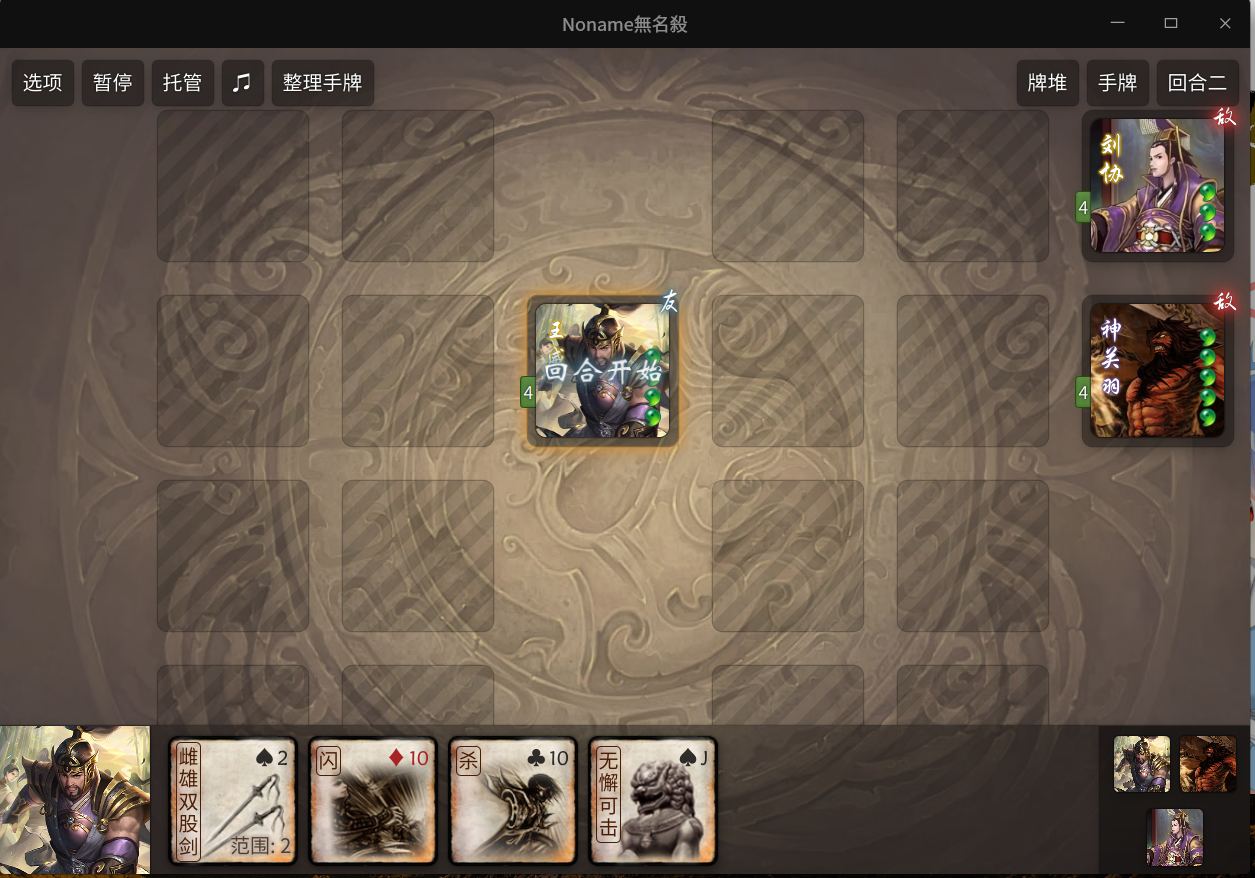 Noname無名殺
选项 暂停 托管 整理手牌 牌堆 手牌 回合二
敌
刘协
4
友
王威
回合开始
4
敌
神关羽
4
雌雄双股剑 ♠2
范围: 2
闪 ♦10
杀 ♣10
无懈可击 ♠J